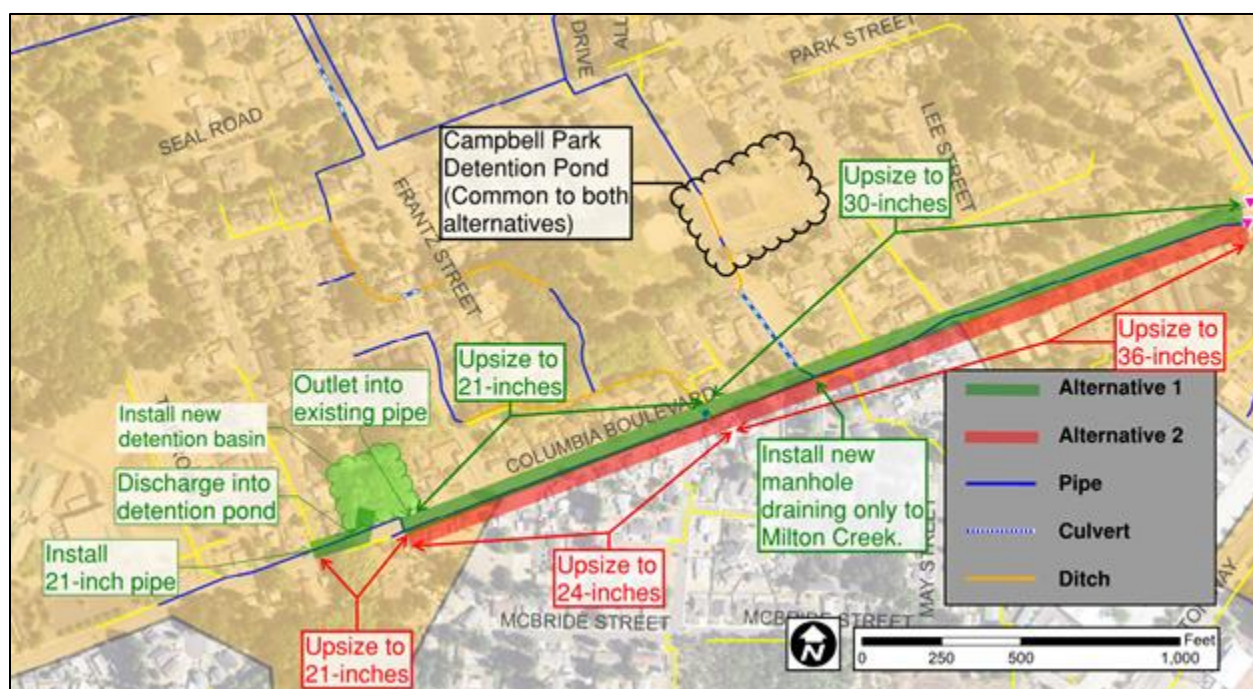 DRIVE
ALL
PARK STREET
SEAL ROAD
LEE STREET
Campbell Park
Detention Pond
(Common to both
alternatives)
Upsize to
30-inches
FRANTZ STREET
Upsize to
21-inches
Upsize to
36-inches
Outlet into
existing pipe
Install new
detention basin
COLUMBIA BOULEVARD
Discharge into
detention pond
Install new
manhole
draining only to
Milton Creek.
Install
21-inch pipe
Upsize to
24-inches
Upsize to
21-inches
MCBRIDE STREET
MCBRIDE STREET
MAY STREET
Alternative 1
Alternative 2
Pipe
Culvert
Ditch
N
Feet
0 250 500 1,000